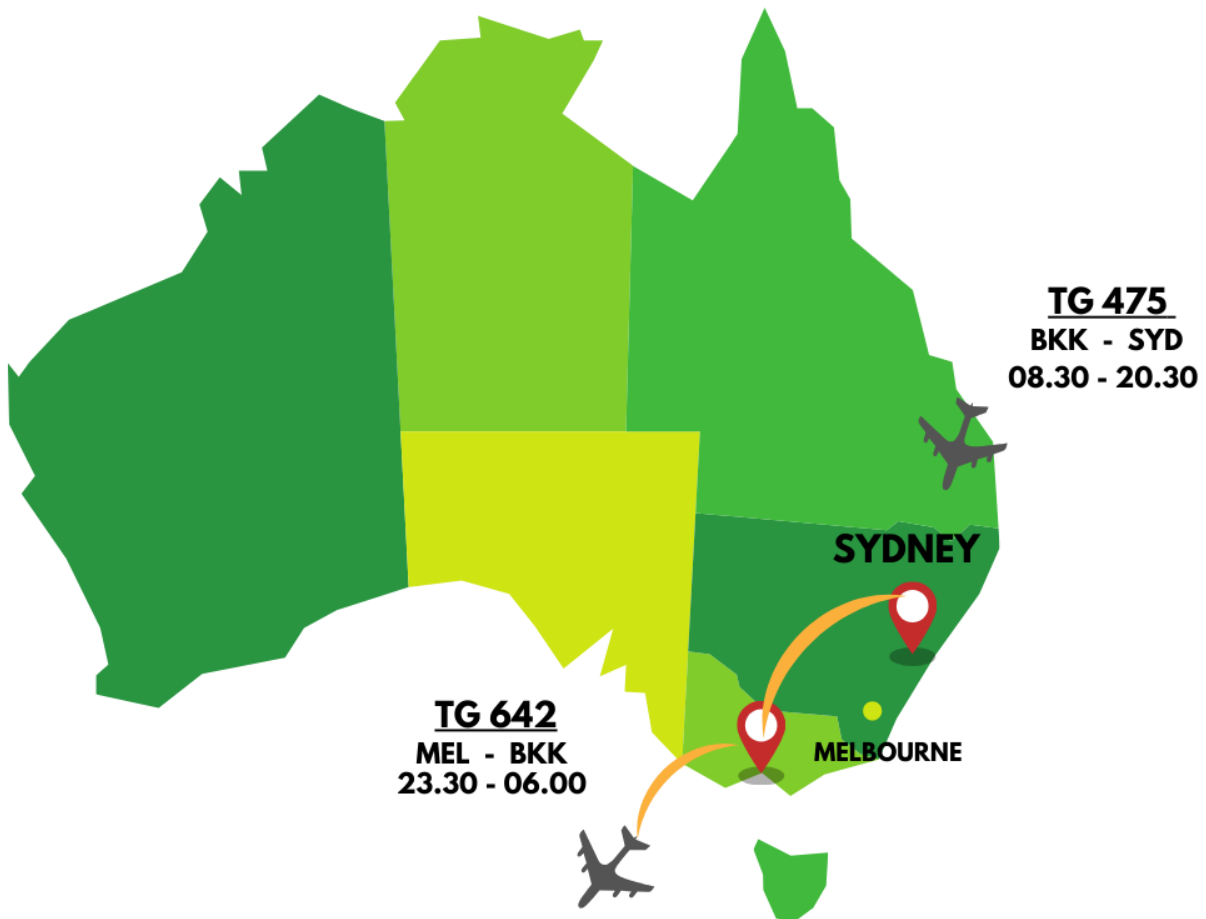 TG 475
BKK - SYD
08.30 - 20.30
SYDNEY
TG 642
MEL - BKK
23.30 - 06.00
MELBOURNE